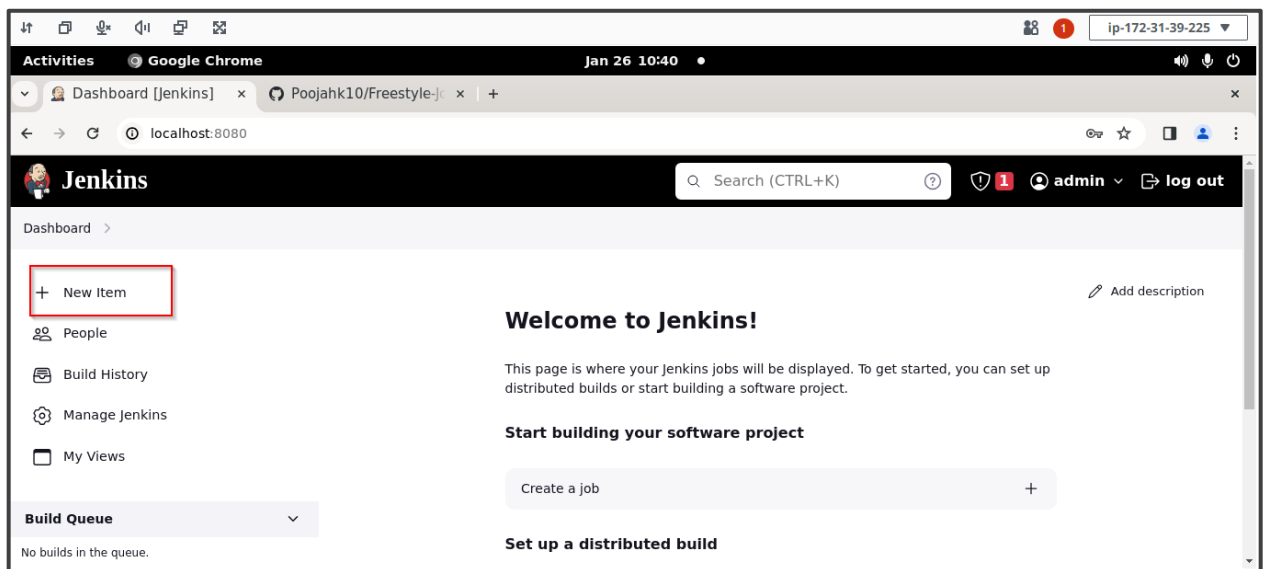 1
ip-172-31-39-225
Activities
Google Chrome
Jan 26 10:40
Dashboard [Jenkins]
Poojahk10/Freestyle-Jo
localhost:8080
Jenkins
Search (CTRL+K)
1
admin
log out
Dashboard
New Item
Add description
People
Build History
Manage Jenkins
My Views
Welcome to Jenkins!
This page is where your Jenkins jobs will be displayed. To get started, you can set up
distributed builds or start building a software project.
Start building your software project
Create a job
Set up a distributed build
Build Queue
No builds in the queue.